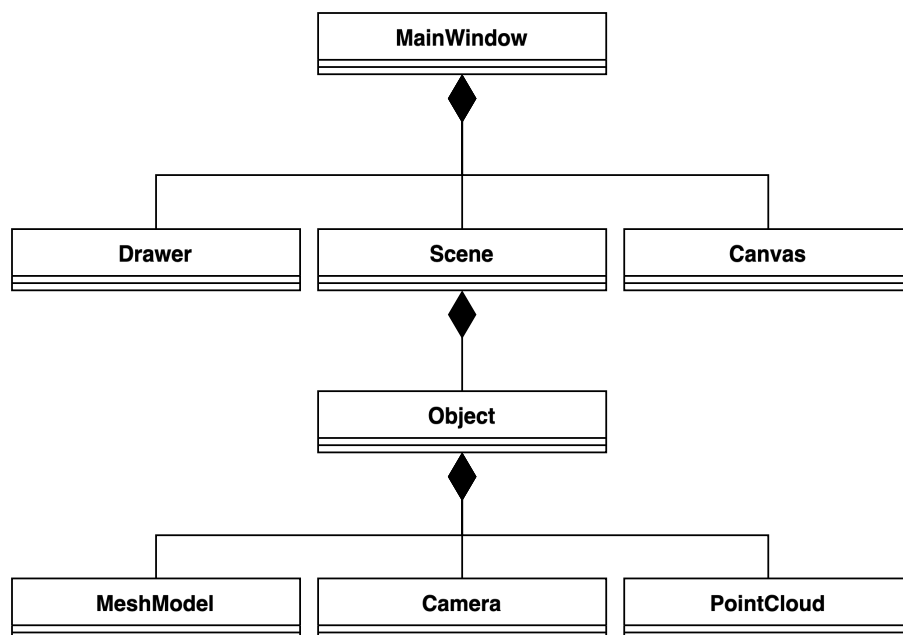 MainWindow
Drawer
Scene
Canvas
Object
MeshModel
Camera
PointCloud